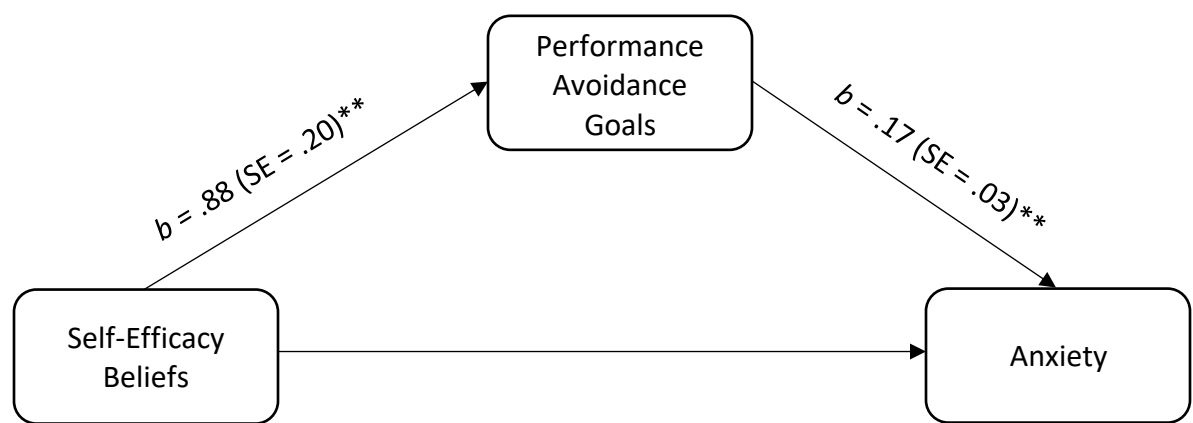 Performance
Avoidance
Goals
b = .88 (SE = .20)**
b = .17 (SE = .03)**
Self-Efficacy
Beliefs
Anxiety